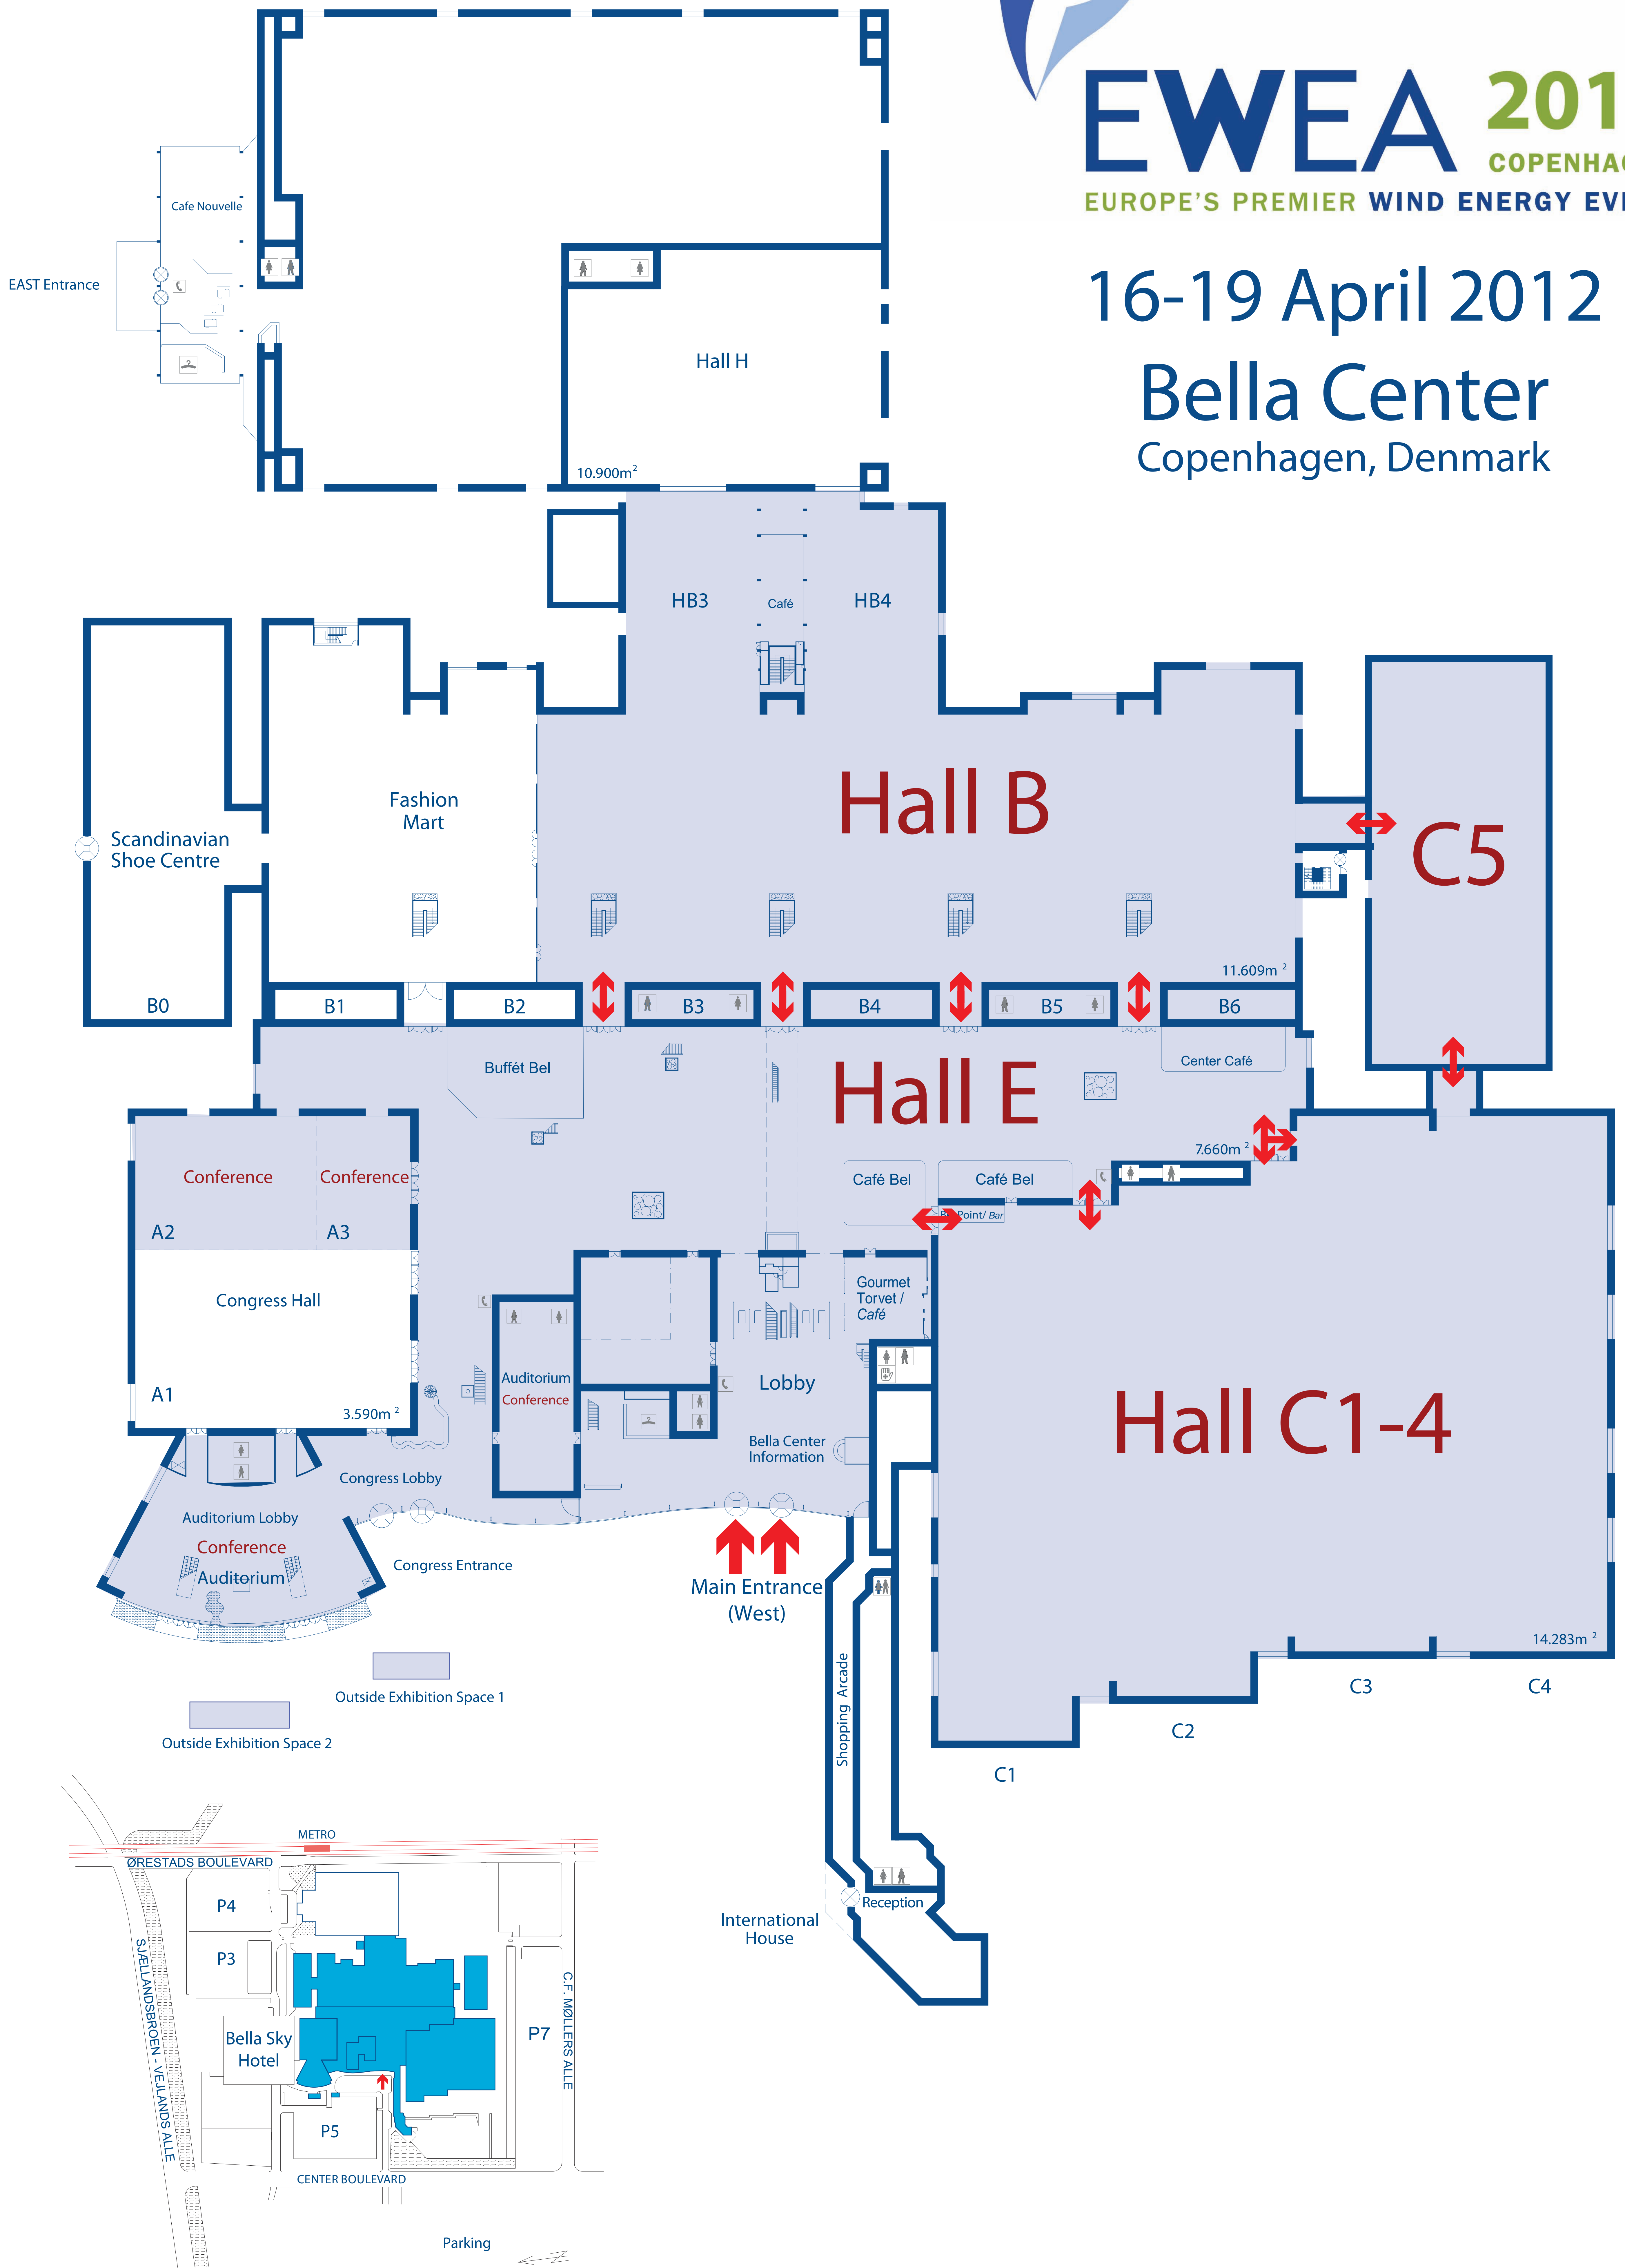 EWEA 201
COPENHAG
EUROPE'S PREMIER WIND ENERGY EVE
16-19 April 2012
Bella Center
Copenhagen, Denmark
Cafe Nouvelle
EAST Entrance
Hall H
10.900m²
HB3
Café
HB4
Hall B
C5
Fashion
Mart
Scandinavian
Shoe Centre
11.609m²
B0
B1
B2
B3
B4
B5
B6
Buffét Bel
Hall E
Center Café
7.660m²
Conference
Conference
Café Bel
Café Bel
Point/ Bar
A2
A3
Congress Hall
Gourmet
Torvet /
Café
Auditorium
Conference
Lobby
A1
3.590m²
Hall C1-4
Bella Center
Information
Congress Lobby
Auditorium Lobby
Conference
Auditorium
Congress Entrance
Main Entrance
(West)
14.283m²
Shopping Arcade
C3
C4
C2
C1
Outside Exhibition Space 1
Outside Exhibition Space 2
METRO
ØRESTADS BOULEVARD
P4
P3
SJÆLLANDSBROEN - VEJLANDS ALLE
Bella Sky
Hotel
P7
C.F. MØLLERS ALLE
P5
CENTER BOULEVARD
Reception
International
House
Parking
N